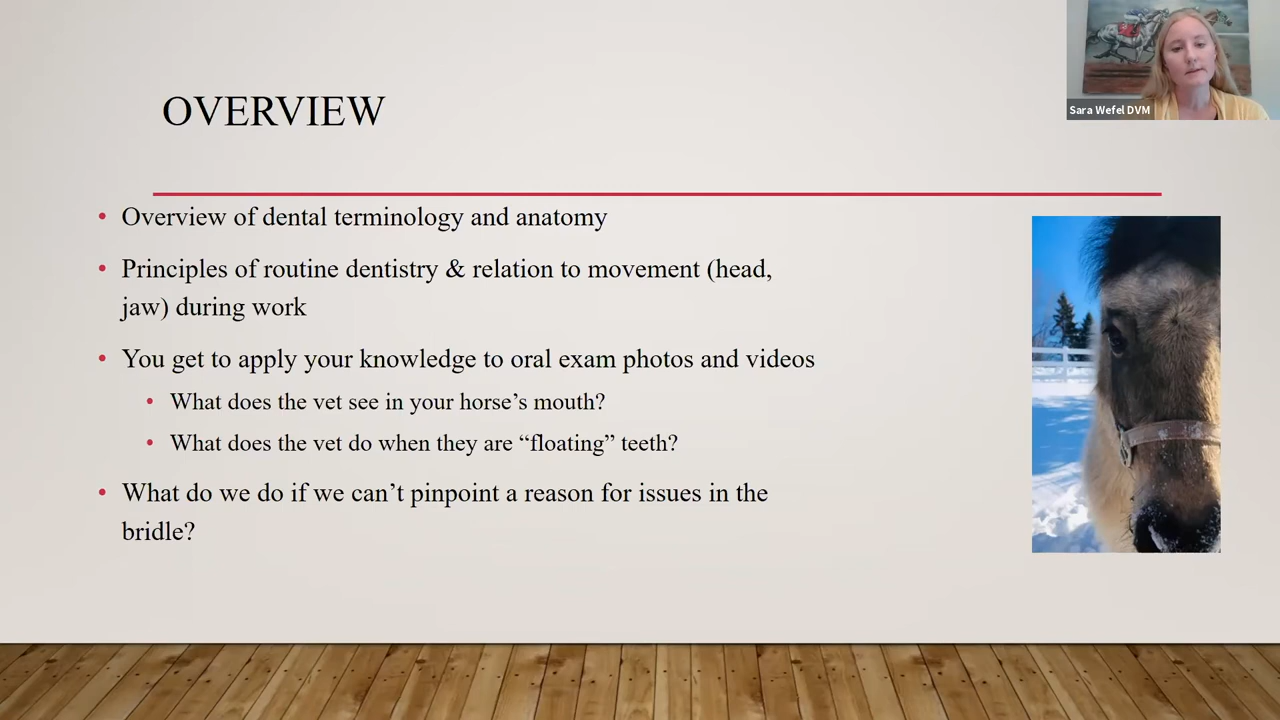 Sara Wefel DVM
OVERVIEW
• Overview of dental terminology and anatomy
• Principles of routine dentistry & relation to movement (head,
jaw) during work
• You get to apply your knowledge to oral exam photos and videos
• What does the vet see in your horse’s mouth?
• What does the vet do when they are “floating” teeth?
• What do we do if we can’t pinpoint a reason for issues in the
bridle?